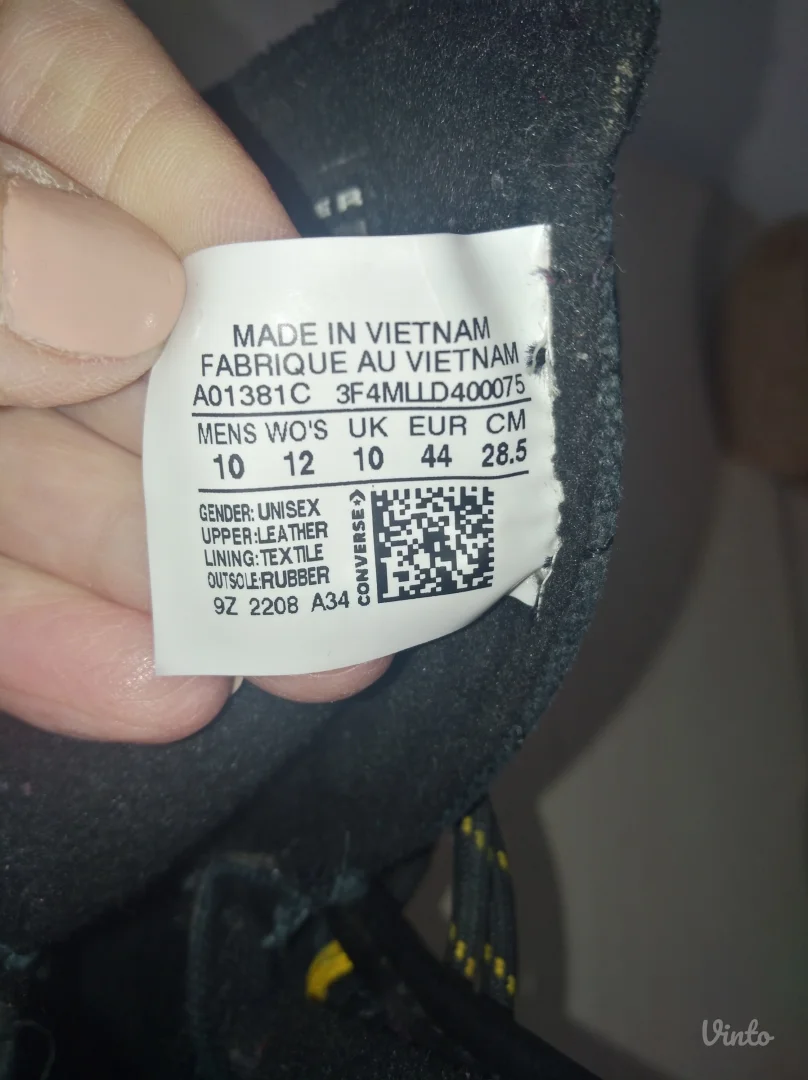 MADE IN VIETNAM
FABRIQUE AU VIETNAM
A01381C 3F4MLLD400075
MENS WO'S UK EUR CM
10 12 10 44 28.5
GENDER: UNISEX
UPPER:LEATHER
LINING:TEXTILE
OUTSOLE:RUBBER
9Z 2208 A34
CONVERSE
Vinto